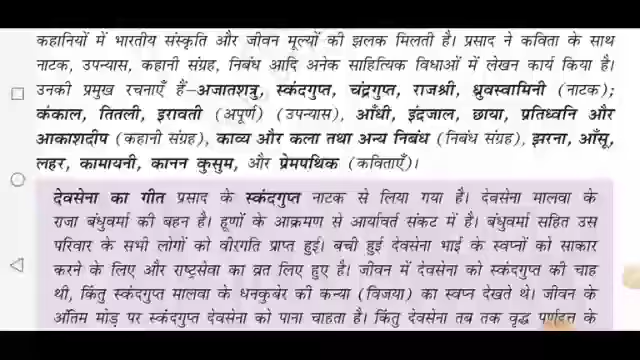 कहानियों में भारतीय संस्कृति और जीवन मूल्यों की झलक मिलती है। प्रसाद ने कविता के साथ
नाटक, उपन्यास, कहानी संग्रह, निबंध आदि अनेक साहित्यिक विधाओं में लेखन कार्य किया है।
उनकी प्रमुख रचनाएँ हैं–अजातशत्रु, स्कंदगुप्त, चंद्रगुप्त, राजश्री, ध्रुवस्वामिनी (नाटक);
कंकाल, तितली, इरावती (अपूर्ण) (उपन्यास), आँधी, इंद्रजाल, छाया, प्रतिध्वनि और
आकाशदीप (कहानी संग्रह), काव्य और कला तथा अन्य निबंध (निबंध संग्रह), झरना, आँसू,
लहर, कामायनी, कानन कुसुम, और प्रेमपथिक (कविताएँ)।
देवसेना का गीत प्रसाद के स्कंदगुप्त नाटक से लिया गया है। देवसेना मालवा के
राजा बंधुवर्मा की बहन है। हूणों के आक्रमण से आर्यावर्त संकट में है। बंधुवर्मा सहित उस
परिवार के सभी लोगों को वीरगति प्राप्त हुई। बची हुई देवसेना भाई के स्वप्नों को साकार
करने के लिए और राष्ट्रसेवा का व्रत लिए हुए है। जीवन में देवसेना को स्कंदगुप्त की चाह
थी, किंतु स्कंदगुप्त मालवा के धनकुबेर की कन्या (विजया) का स्वप्न देखते थे। जीवन के
अंतिम मोड़ पर स्कंदगुप्त देवसेना को पाना चाहता है। किंतु देवसेना तब तक वृद्ध पर्णदत्त के